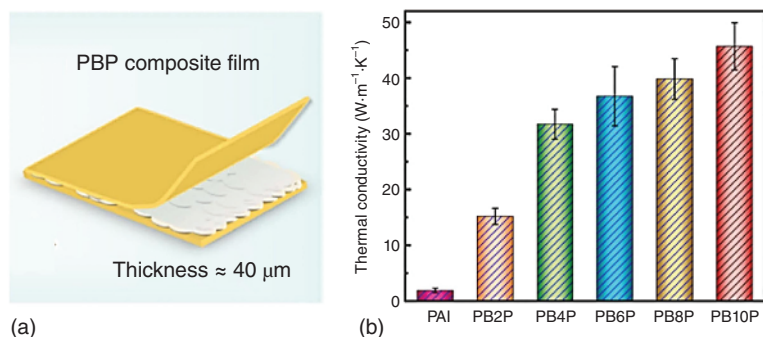 PBP composite film
Thickness ≈ 40 μm
(a)
Thermal conductivity (W·m⁻¹·K⁻¹)
50
40
30
20
10
0
PAI PB2P PB4P PB6P PB8P PB10P
(b)